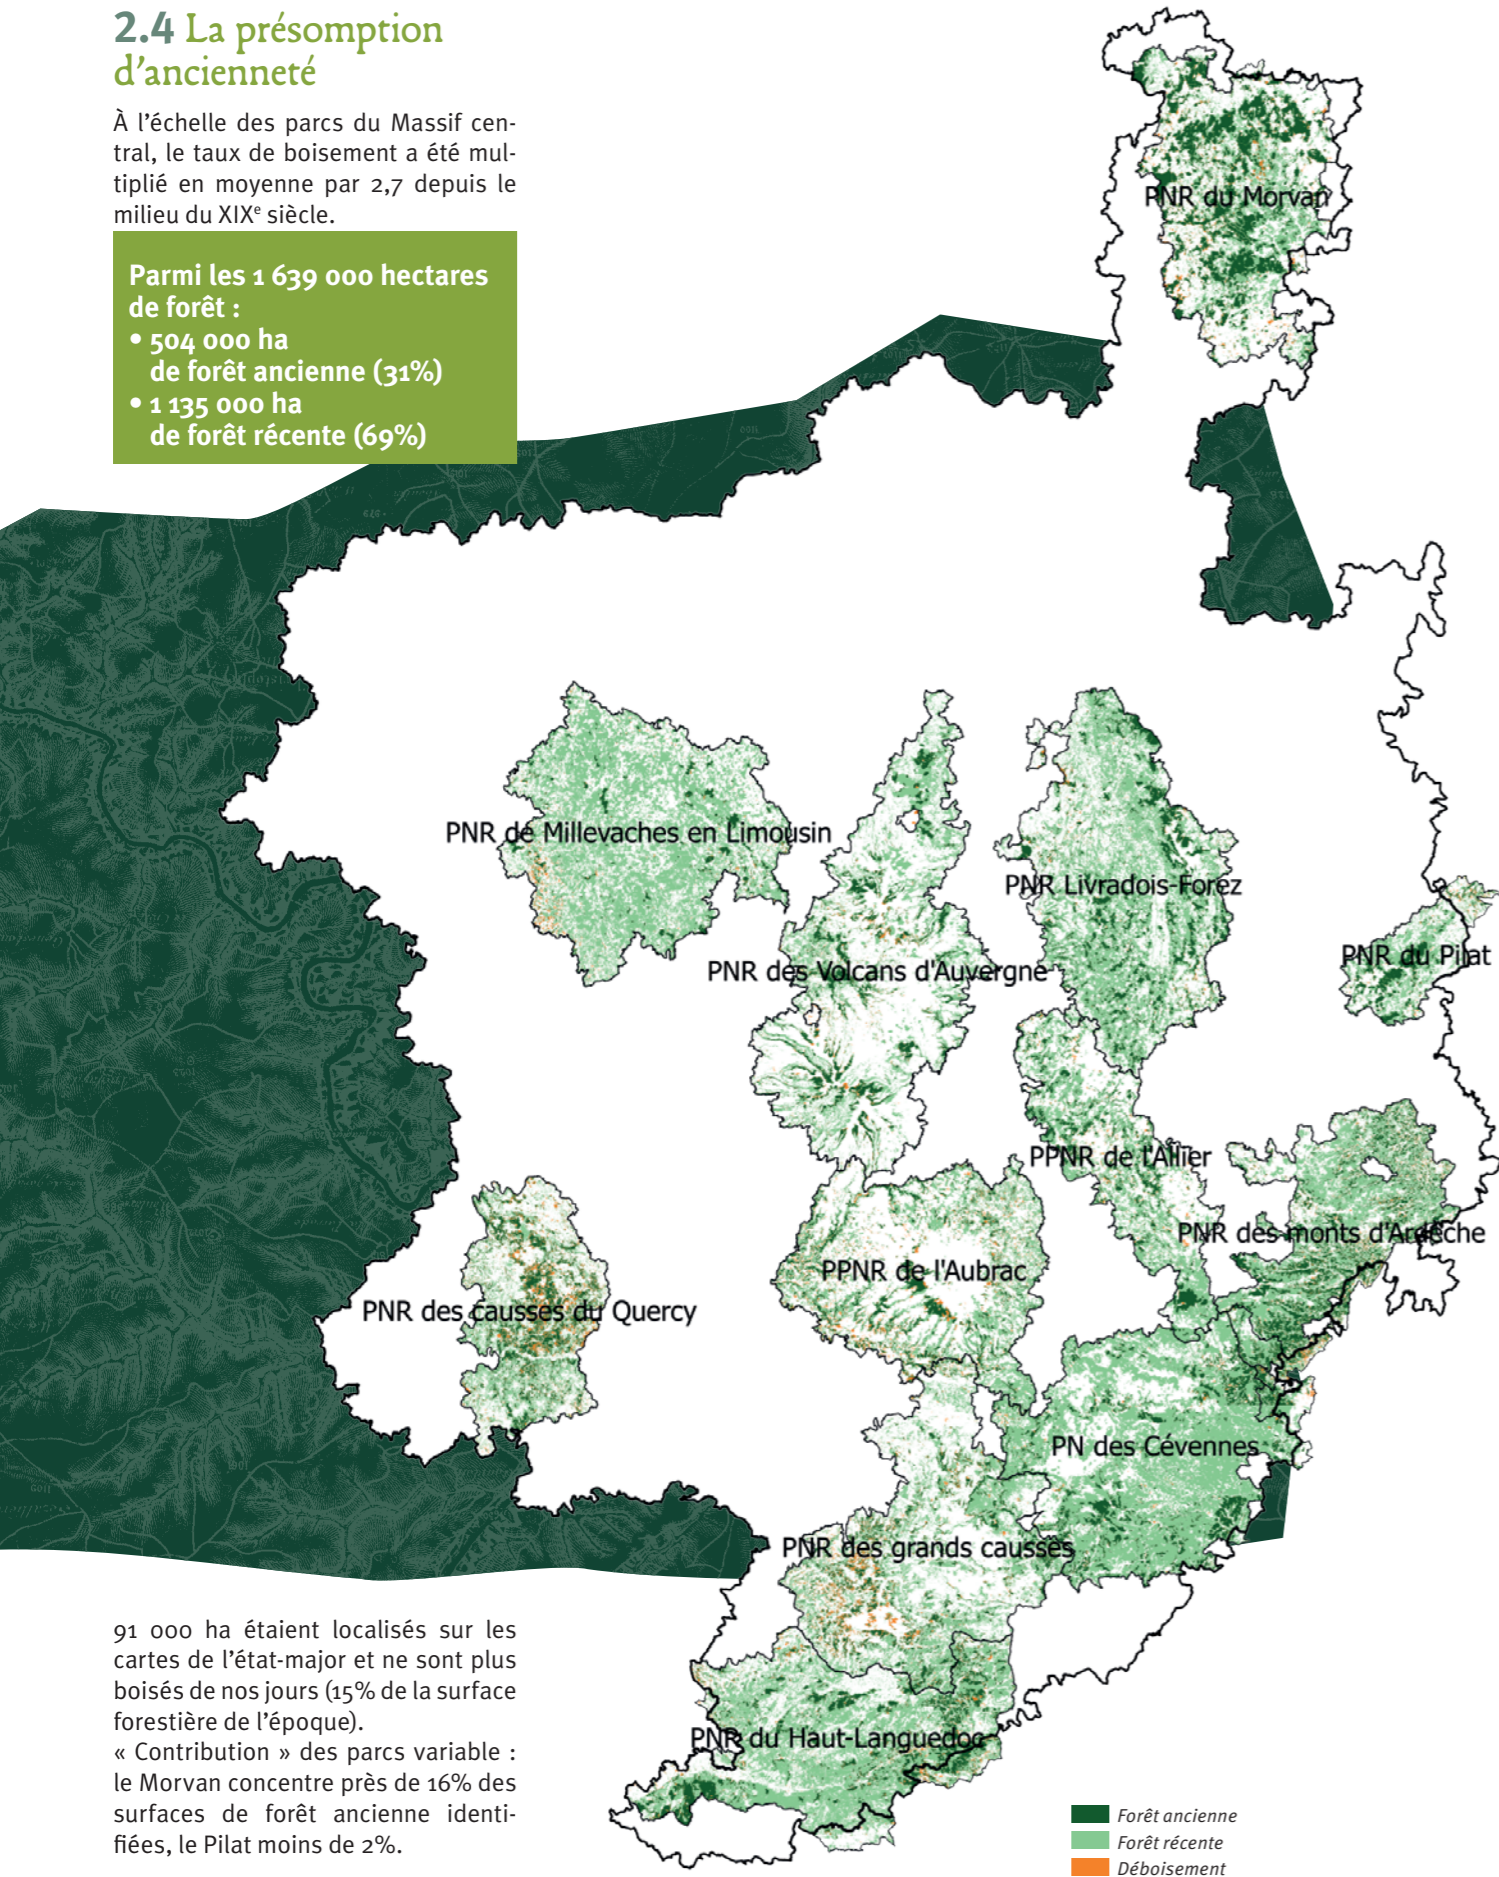 2.4 La présomption
d’ancienneté
À l’échelle des parcs du Massif cen-
tral, le taux de boisement a été mul-
tiplié en moyenne par 2,7 depuis le
milieu du XIXe siècle.
Parmi les 1 639 000 hectares
de forêt :
• 504 000 ha
de forêt ancienne (31%)
• 1 135 000 ha
de forêt récente (69%)
PNR du Morvan
PNR de Millevaches en Limousin
PNR Livradois-Forez
PNR du Pilat
PNR des Volcans d'Auvergne
PPNR de l'Allier
PNR des monts d'Ardèche
PPNR de l'Aubrac
PNR des causses du Quercy
PN des Cévennes
PNR des grands causses
PNR du Haut-Languedoc
91 000 ha étaient localisés sur les
cartes de l’état-major et ne sont plus
boisés de nos jours (15% de la surface
forestière de l’époque).
« Contribution » des parcs variable :
le Morvan concentre près de 16% des
surfaces de forêt ancienne identi-
fiées, le Pilat moins de 2%.
Forêt ancienne
Forêt récente
Déboisement